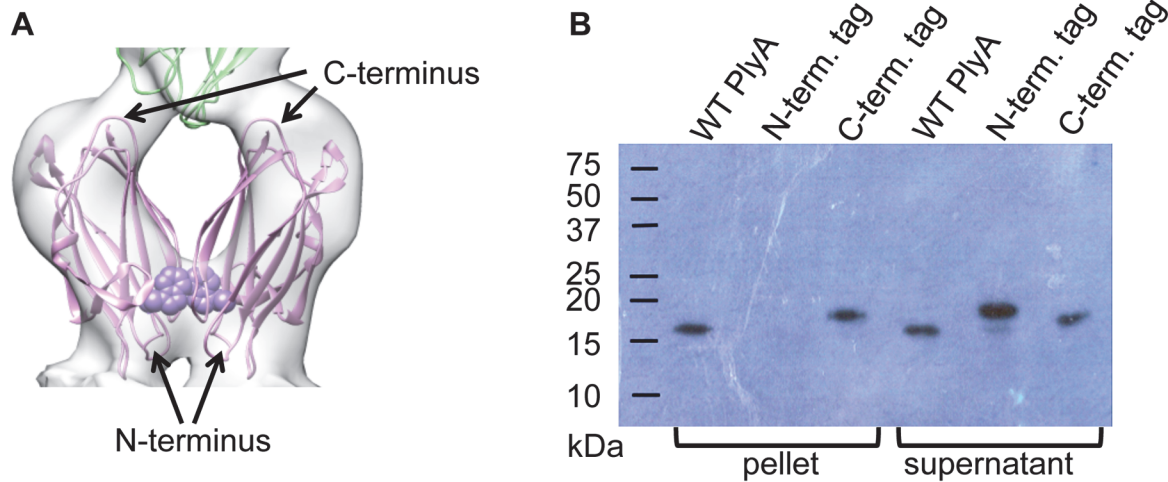 A
C-terminus
N-terminus
B
WT PlyA
N-term. tag
C-term. tag
WT PlyA
N-term. tag
C-term. tag
75
50
37
25
20
15
10
kDa
pellet
supernatant